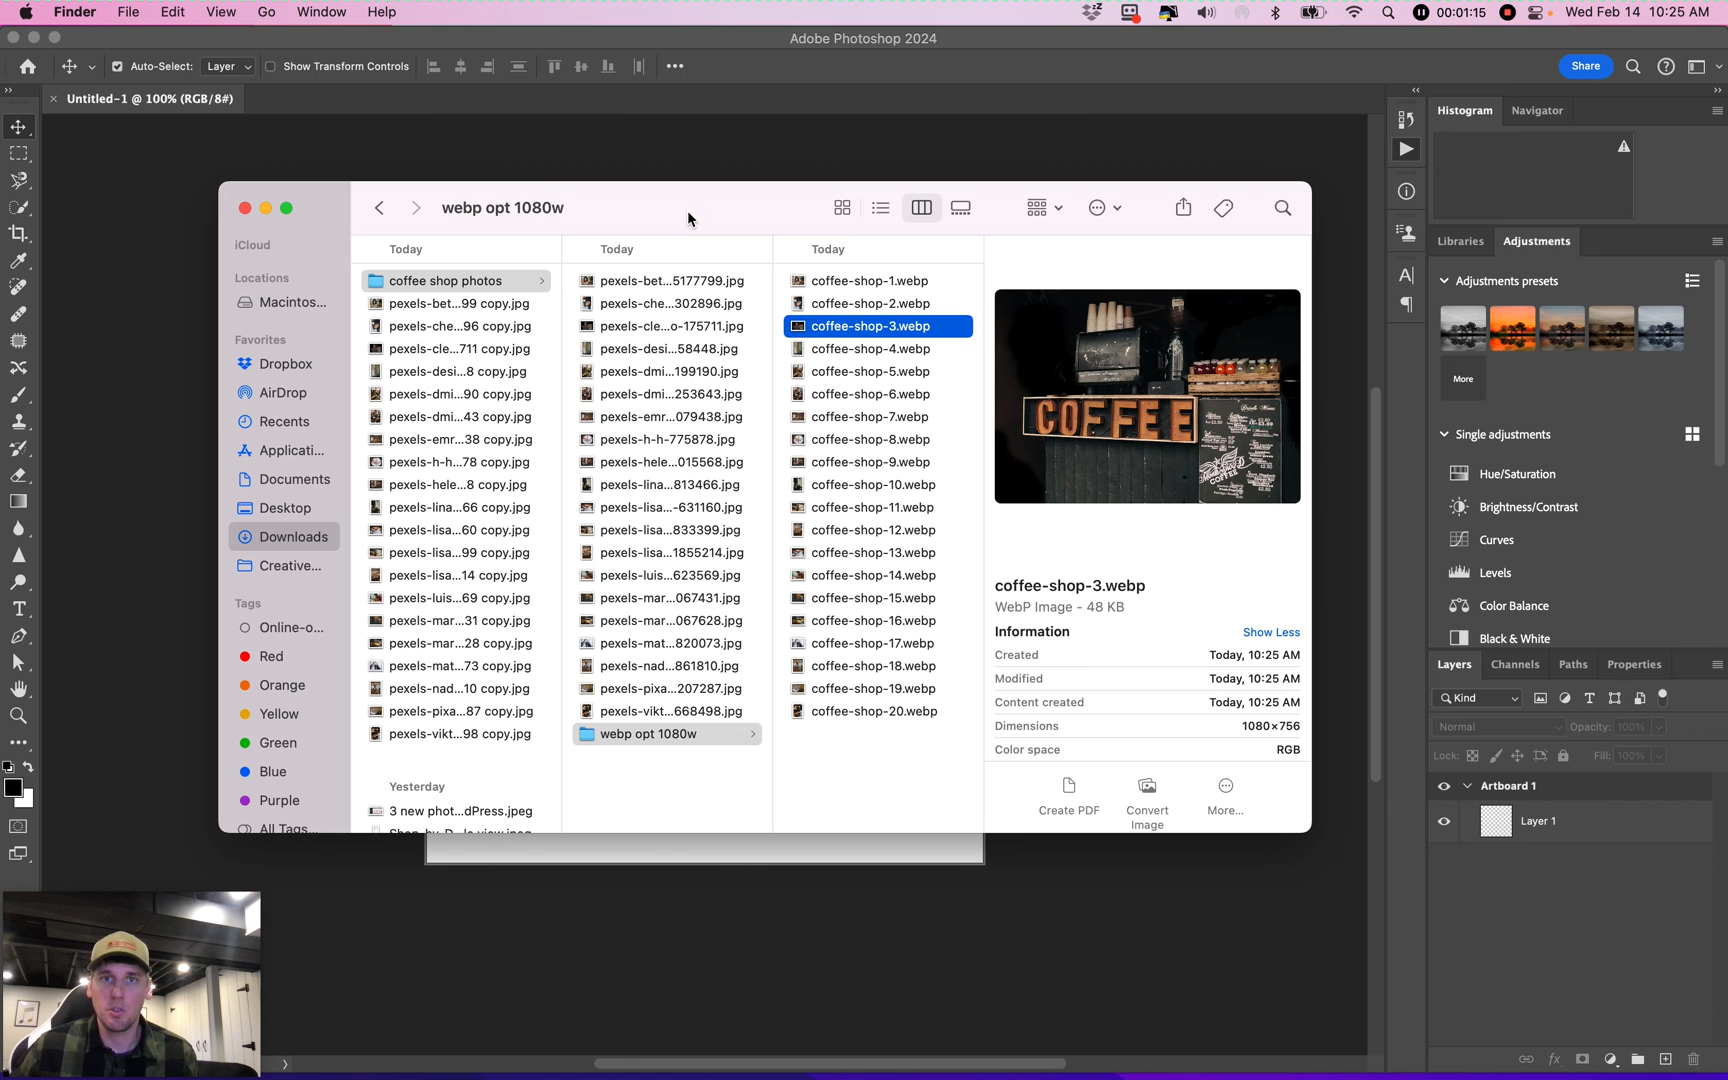 Finder File Edit View Go Window Help 00:01:15 Wed Feb 14 10:25 AM
Adobe Photoshop 2024
Auto-Select: Layer Show Transform Controls Share
Untitled-1 @ 100% (RGB/8#)
Histogram Navigator
webp opt 1080w
iCloud
Locations
Macintos...
Favorites
Dropbox
AirDrop
Recents
Applicati...
Documents
Desktop
Downloads
Creative...
Tags
Online-o...
Red
Orange
Yellow
Green
Blue
Purple
All Tags...
Today
coffee shop photos
pexels-bet...99 copy.jpg
pexels-che...96 copy.jpg
pexels-cle...711 copy.jpg
pexels-desi...8 copy.jpg
pexels-dmi...90 copy.jpg
pexels-dmi...43 copy.jpg
pexels-emr...38 copy.jpg
pexels-h-h...78 copy.jpg
pexels-hele...8 copy.jpg
pexels-lina...66 copy.jpg
pexels-lisa...60 copy.jpg
pexels-lisa...99 copy.jpg
pexels-lisa...14 copy.jpg
pexels-luis...69 copy.jpg
pexels-mar...31 copy.jpg
pexels-mar...28 copy.jpg
pexels-mat...73 copy.jpg
pexels-nad...10 copy.jpg
pexels-pixa...87 copy.jpg
pexels-vikt...98 copy.jpg
Yesterday
3 new phot...dPress.jpeg
Today
pexels-bet...5177799.jpg
pexels-che...302896.jpg
pexels-cle...o-175711.jpg
pexels-desi...58448.jpg
pexels-dmi...199190.jpg
pexels-dmi...253643.jpg
pexels-emr...079438.jpg
pexels-h-h-775878.jpg
pexels-hele...015568.jpg
pexels-lina...813466.jpg
pexels-lisa...-631160.jpg
pexels-lisa...833399.jpg
pexels-lisa...1855214.jpg
pexels-luis...623569.jpg
pexels-mar...067431.jpg
pexels-mar...067628.jpg
pexels-mat...820073.jpg
pexels-nad...861810.jpg
pexels-pixa...207287.jpg
pexels-vikt...668498.jpg
webp opt 1080w
Today
coffee-shop-1.webp
coffee-shop-2.webp
coffee-shop-3.webp
coffee-shop-4.webp
coffee-shop-5.webp
coffee-shop-6.webp
coffee-shop-7.webp
coffee-shop-8.webp
coffee-shop-9.webp
coffee-shop-10.webp
coffee-shop-11.webp
coffee-shop-12.webp
coffee-shop-13.webp
coffee-shop-14.webp
coffee-shop-15.webp
coffee-shop-16.webp
coffee-shop-17.webp
coffee-shop-18.webp
coffee-shop-19.webp
coffee-shop-20.webp
COFFEE
coffee-shop-3.webp
WebP Image - 48 KB
Information Show Less
Created Today, 10:25 AM
Modified Today, 10:25 AM
Content created Today, 10:25 AM
Dimensions 1080×756
Color space RGB
Create PDF
Convert Image
More...
Libraries Adjustments
Adjustments presets
More
Single adjustments
Hue/Saturation
Brightness/Contrast
Curves
Levels
Color Balance
Black & White
Layers Channels Paths Properties
Kind
Normal Opacity: 100%
Lock: Fill: 100%
Artboard 1
Layer 1